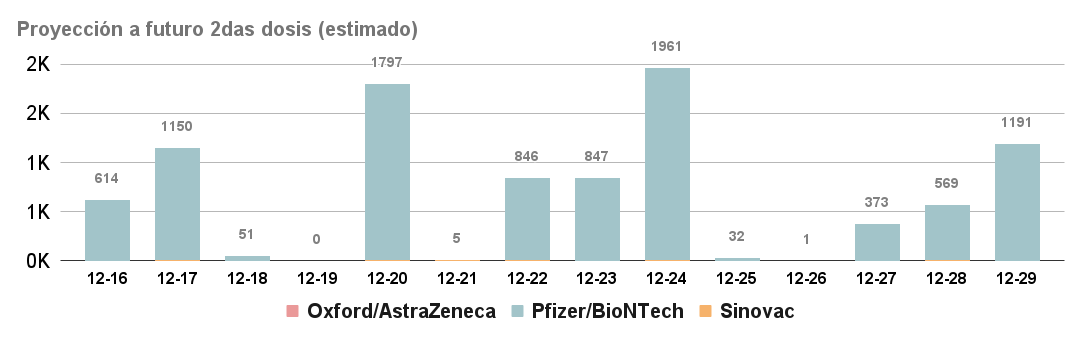 Proyección a futuro 2das dosis (estimado)
2K
2K
1K
1K
0K
614
1150
51
0
1797
5
846
847
1961
32
1
373
569
1191
12-16 12-17 12-18 12-19 12-20 12-21 12-22 12-23 12-24 12-25 12-26 12-27 12-28 12-29
Oxford/AstraZeneca Pfizer/BioNTech Sinovac